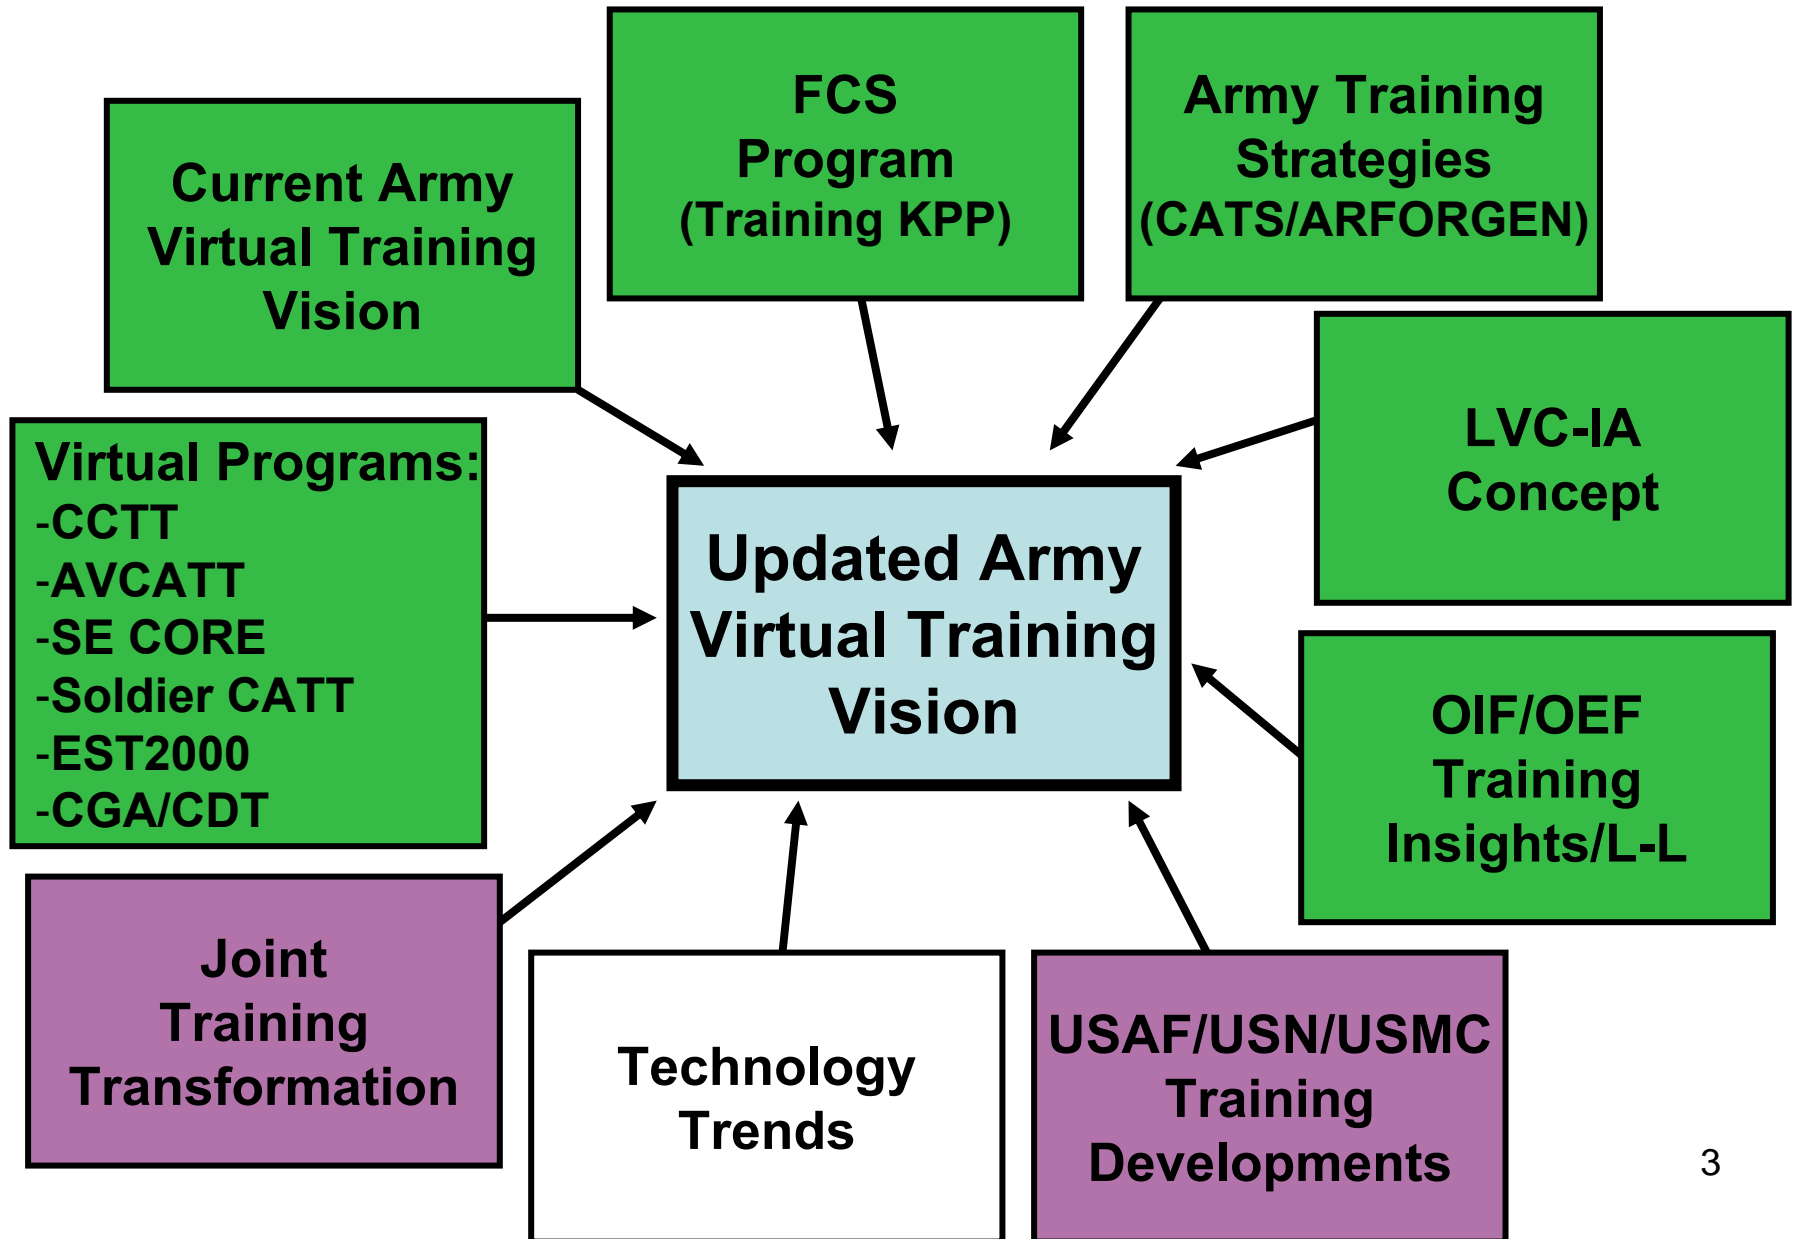 Current Army
Virtual Training
Vision
FCS
Program
(Training KPP)
Army Training
Strategies
(CATS/ARFORGEN)
LVC-IA
Concept
Virtual Programs:
-CCTT
-AVCATT
-SE CORE
-Soldier CATT
-EST2000
-CGA/CDT
Updated Army
Virtual Training
Vision
OIF/OEF
Training
Insights/L-L
Joint
Training
Transformation
Technology
Trends
USAF/USN/USMC
Training
Developments
3